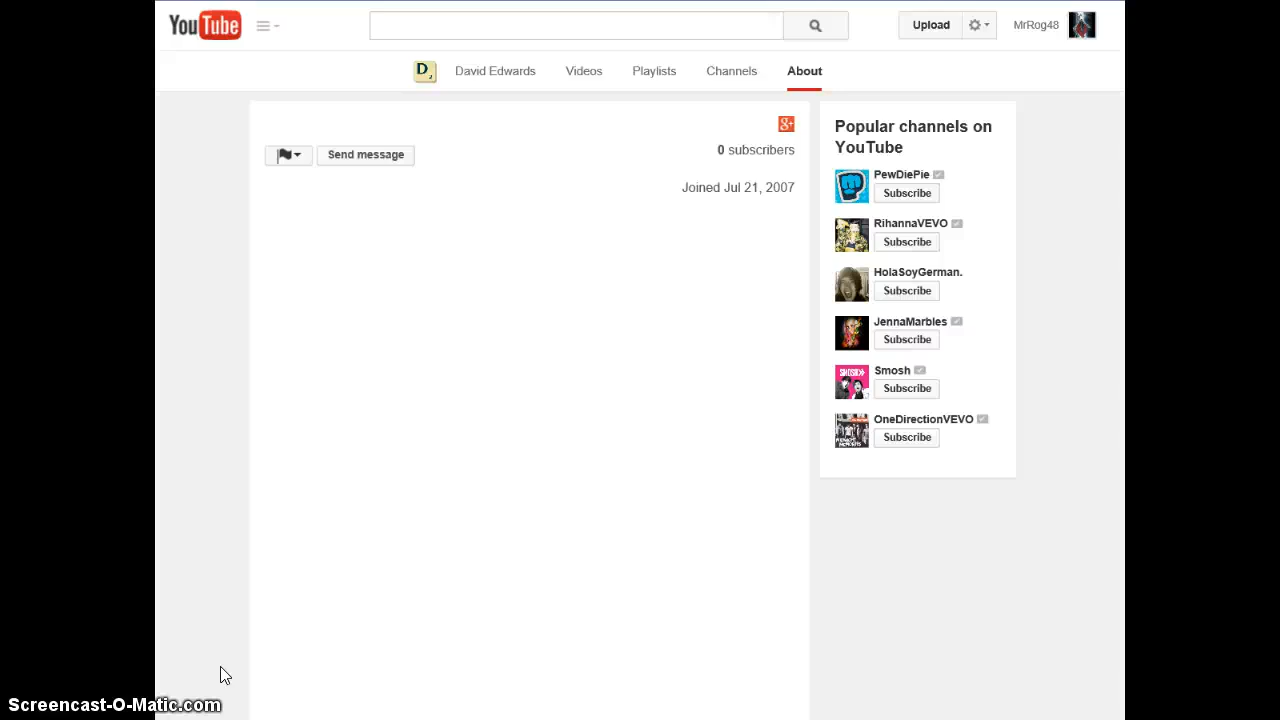 YouTube
Upload
MrRog48
D,
David Edwards
Videos
Playlists
Channels
About
g+
Send message
0 subscribers
Joined Jul 21, 2007
Popular channels on
YouTube
PewDiePie
Subscribe
RihannaVEVO
Subscribe
HolaSoyGerman.
Subscribe
JennaMarbles
Subscribe
SMOSH
Smosh
Subscribe
OneDirectionVEVO
Subscribe
Screencast-O-Matic.com